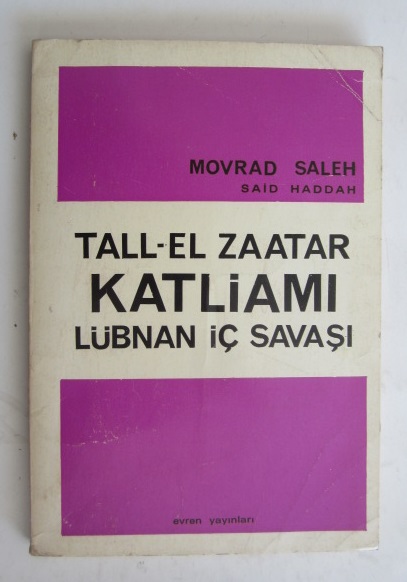 MOVRAD SALEH
SAİD HADDAH
TALL-EL ZAATAR
KATLİAMI
LÜBNAN İÇ SAVAŞI
evren yayınları